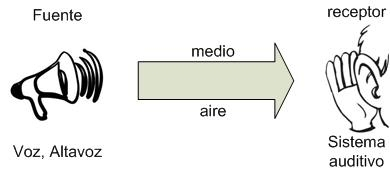 Fuente
receptor
medio
aire
Voz, Altavoz
Sistema
auditivo